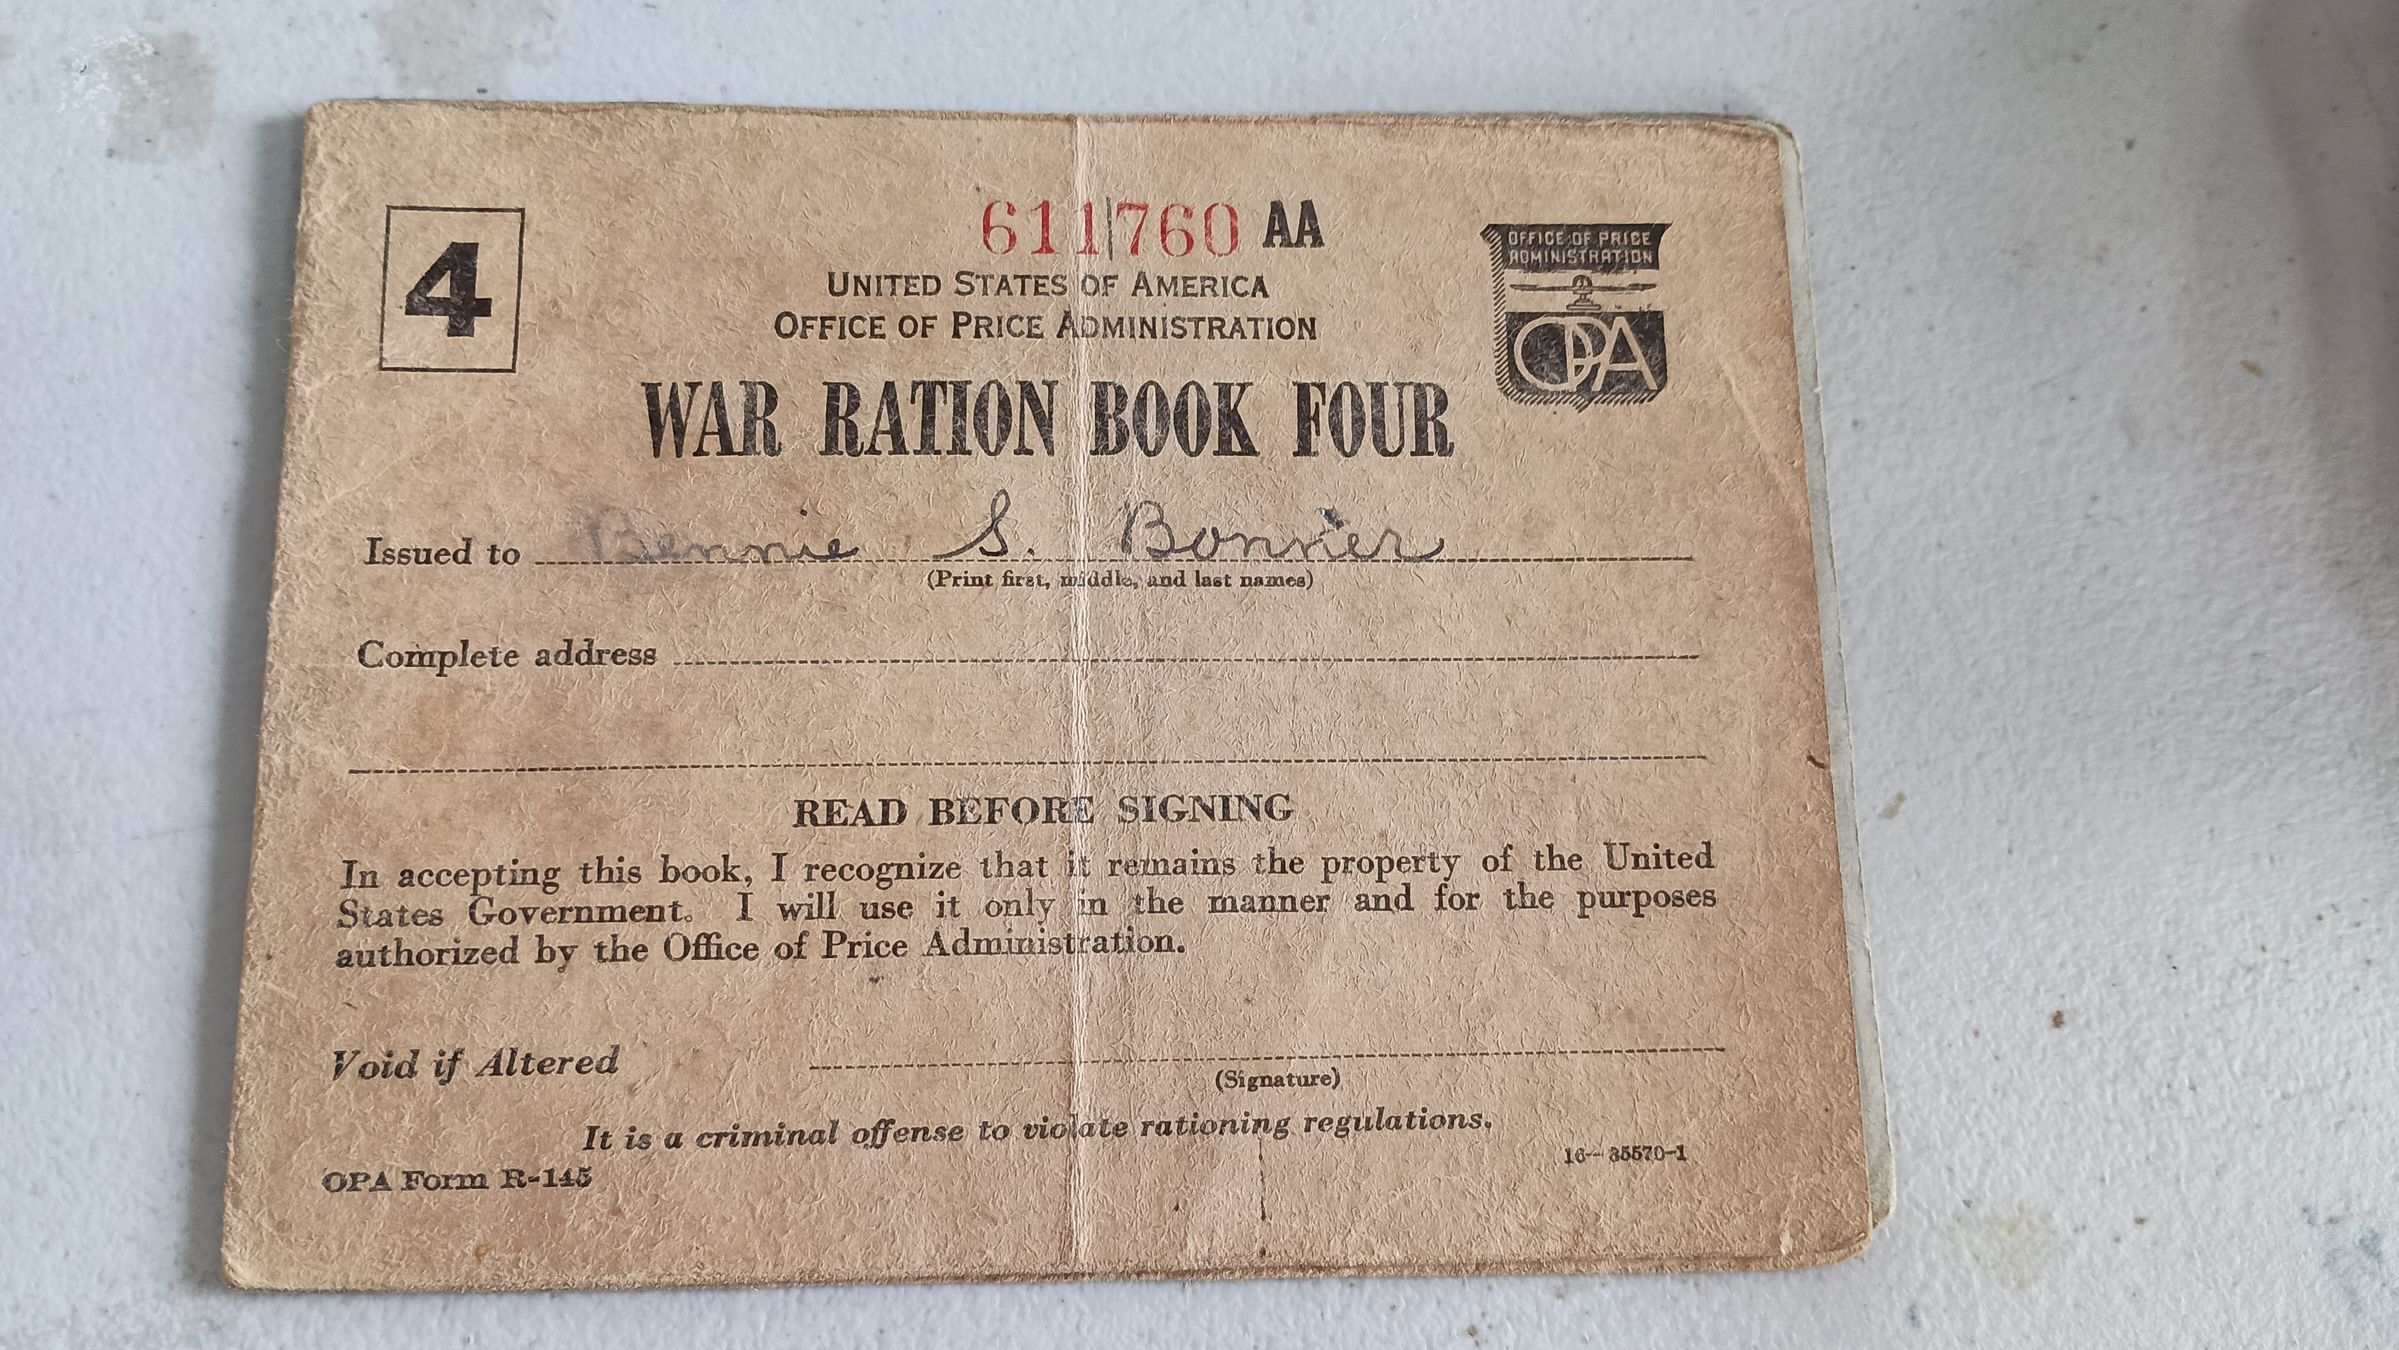 4
611760 AA
UNITED STATES OF AMERICA
OFFICE OF PRICE ADMINISTRATION
OFFICE OF PRICE
ADMINISTRATION
OPA
WAR RATION BOOK FOUR
Issued to Bennie S. Bonner
(Print first, middle, and last names)
Complete address
READ BEFORE SIGNING
In accepting this book, I recognize that it remains the property of the United
States Government. I will use it only in the manner and for the purposes
authorized by the Office of Price Administration.
Void if Altered
(Signature)
It is a criminal offense to violate rationing regulations.
OPA Form R-145
16-35570-1